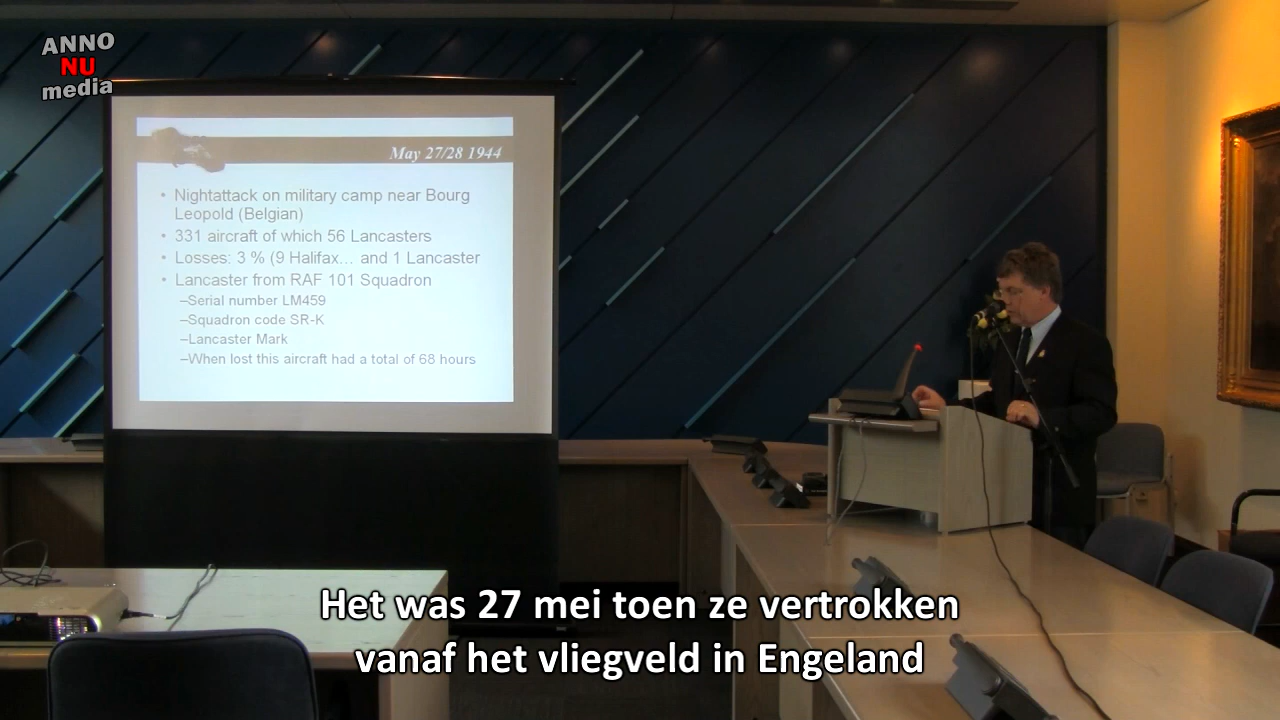 ANNO
NU
media
May 27/28 1944
• Nightattack on military camp near Bourg
Leopold (Belgian)
• 331 aircraft of which 56 Lancasters
• Losses: 3 % (9 Halifax... and 1 Lancaster
• Lancaster from RAF 101 Squadron
–Serial number LM459
–Squadron code SR-K
–Lancaster Mark
–When lost this aircraft had a total of 68 hours
Het was 27 mei toen ze vertrokken
vanaf het vliegveld in Engeland